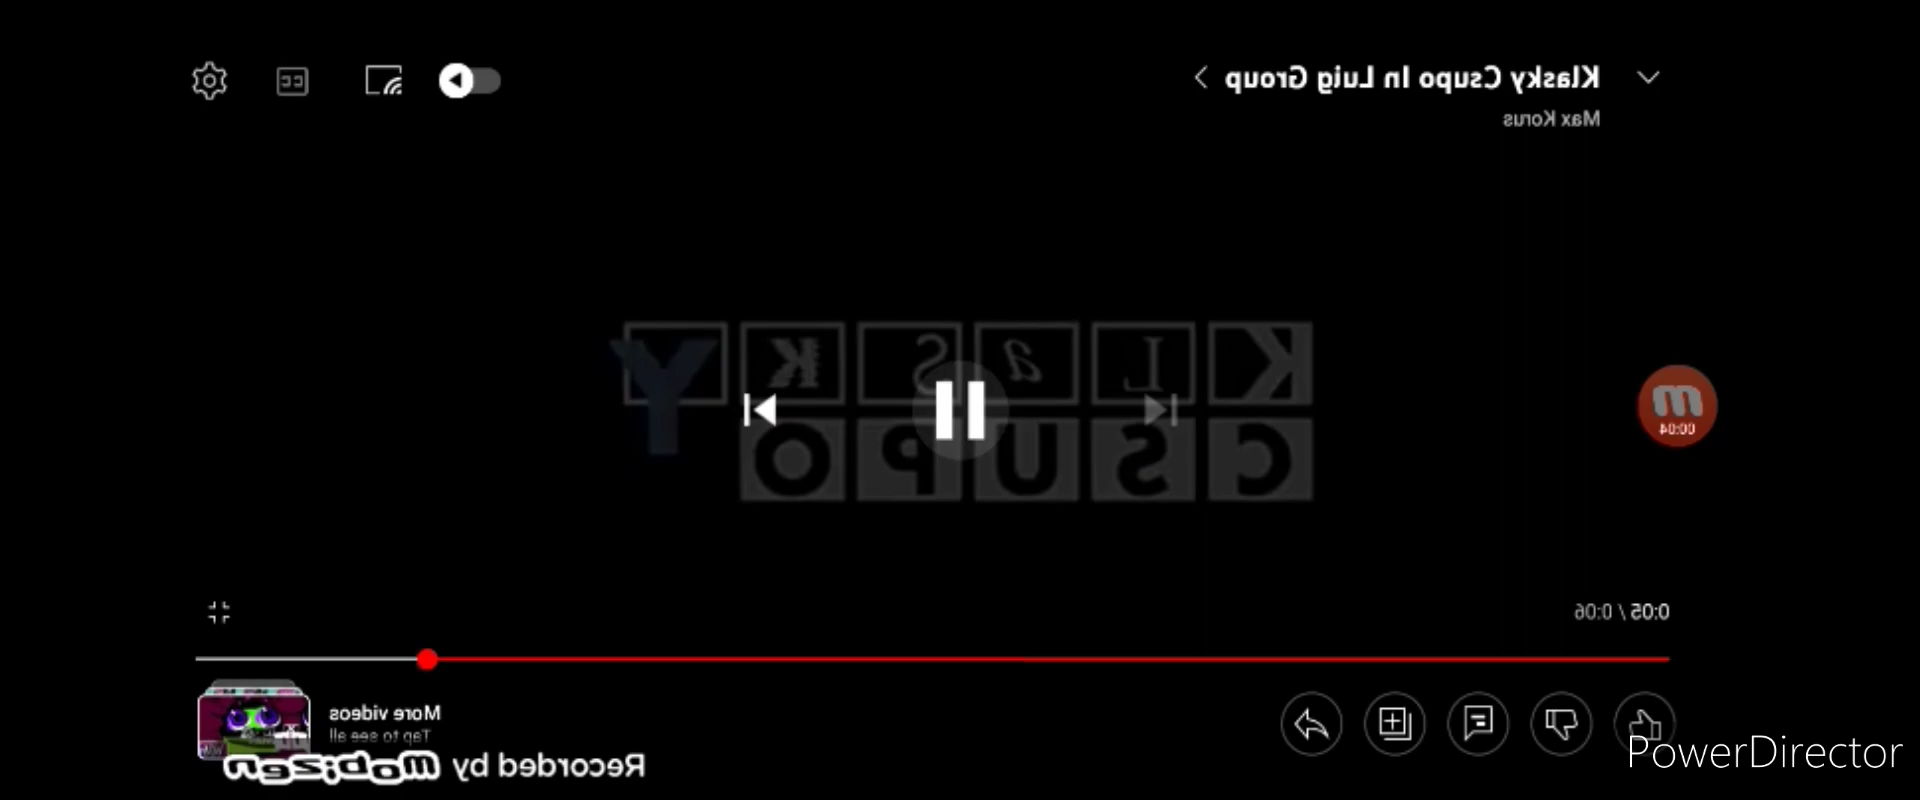 Klasky Csupo In Luig Group
Max Korus
K L a S K Y
CSUPO
m
00:04
0:05 / 0:06
More videos
Tap to see all
Recorded by mobizen
PowerDirector